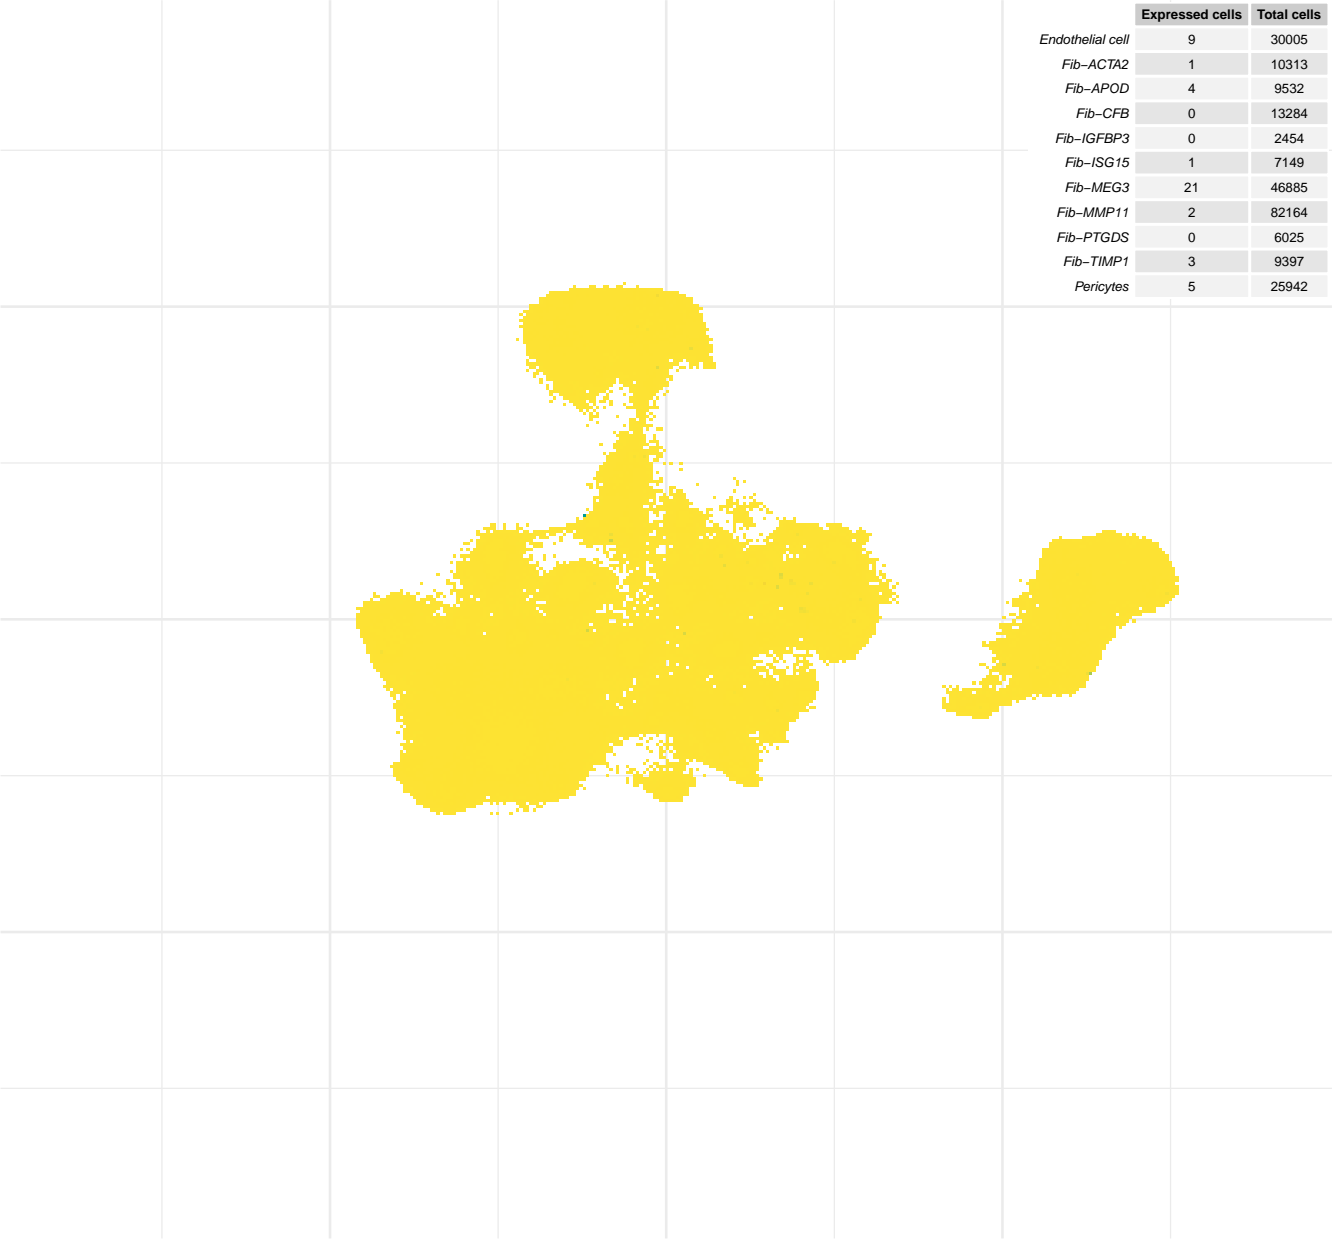 Expressed cells Total cells
Endothelial cell 9 30005
Fib−ACTA2 1 10313
Fib−APOD 4 9532
Fib−CFB 0 13284
Fib−IGFBP3 0 2454
Fib−ISG15 1 7149
Fib−MEG3 21 46885
Fib−MMP11 2 82164
Fib−PTGDS 0 6025
Fib−TIMP1 3 9397
Pericytes 5 25942